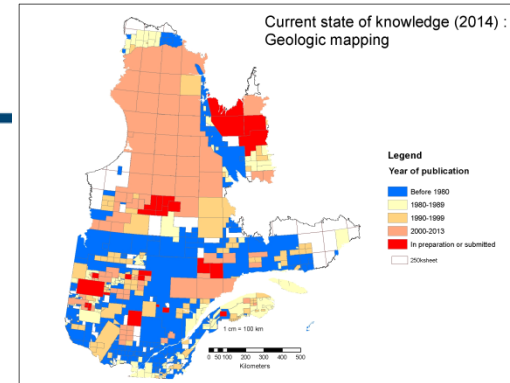 Current state of knowledge (2014) :
Geologic mapping
Legend
Year of publication
Before 1980
1980-1989
1990-1999
2000-2013
In preparation or submitted
250ksheet
1 cm = 100 km
0 50 100 200 300 400 500
Kilometers